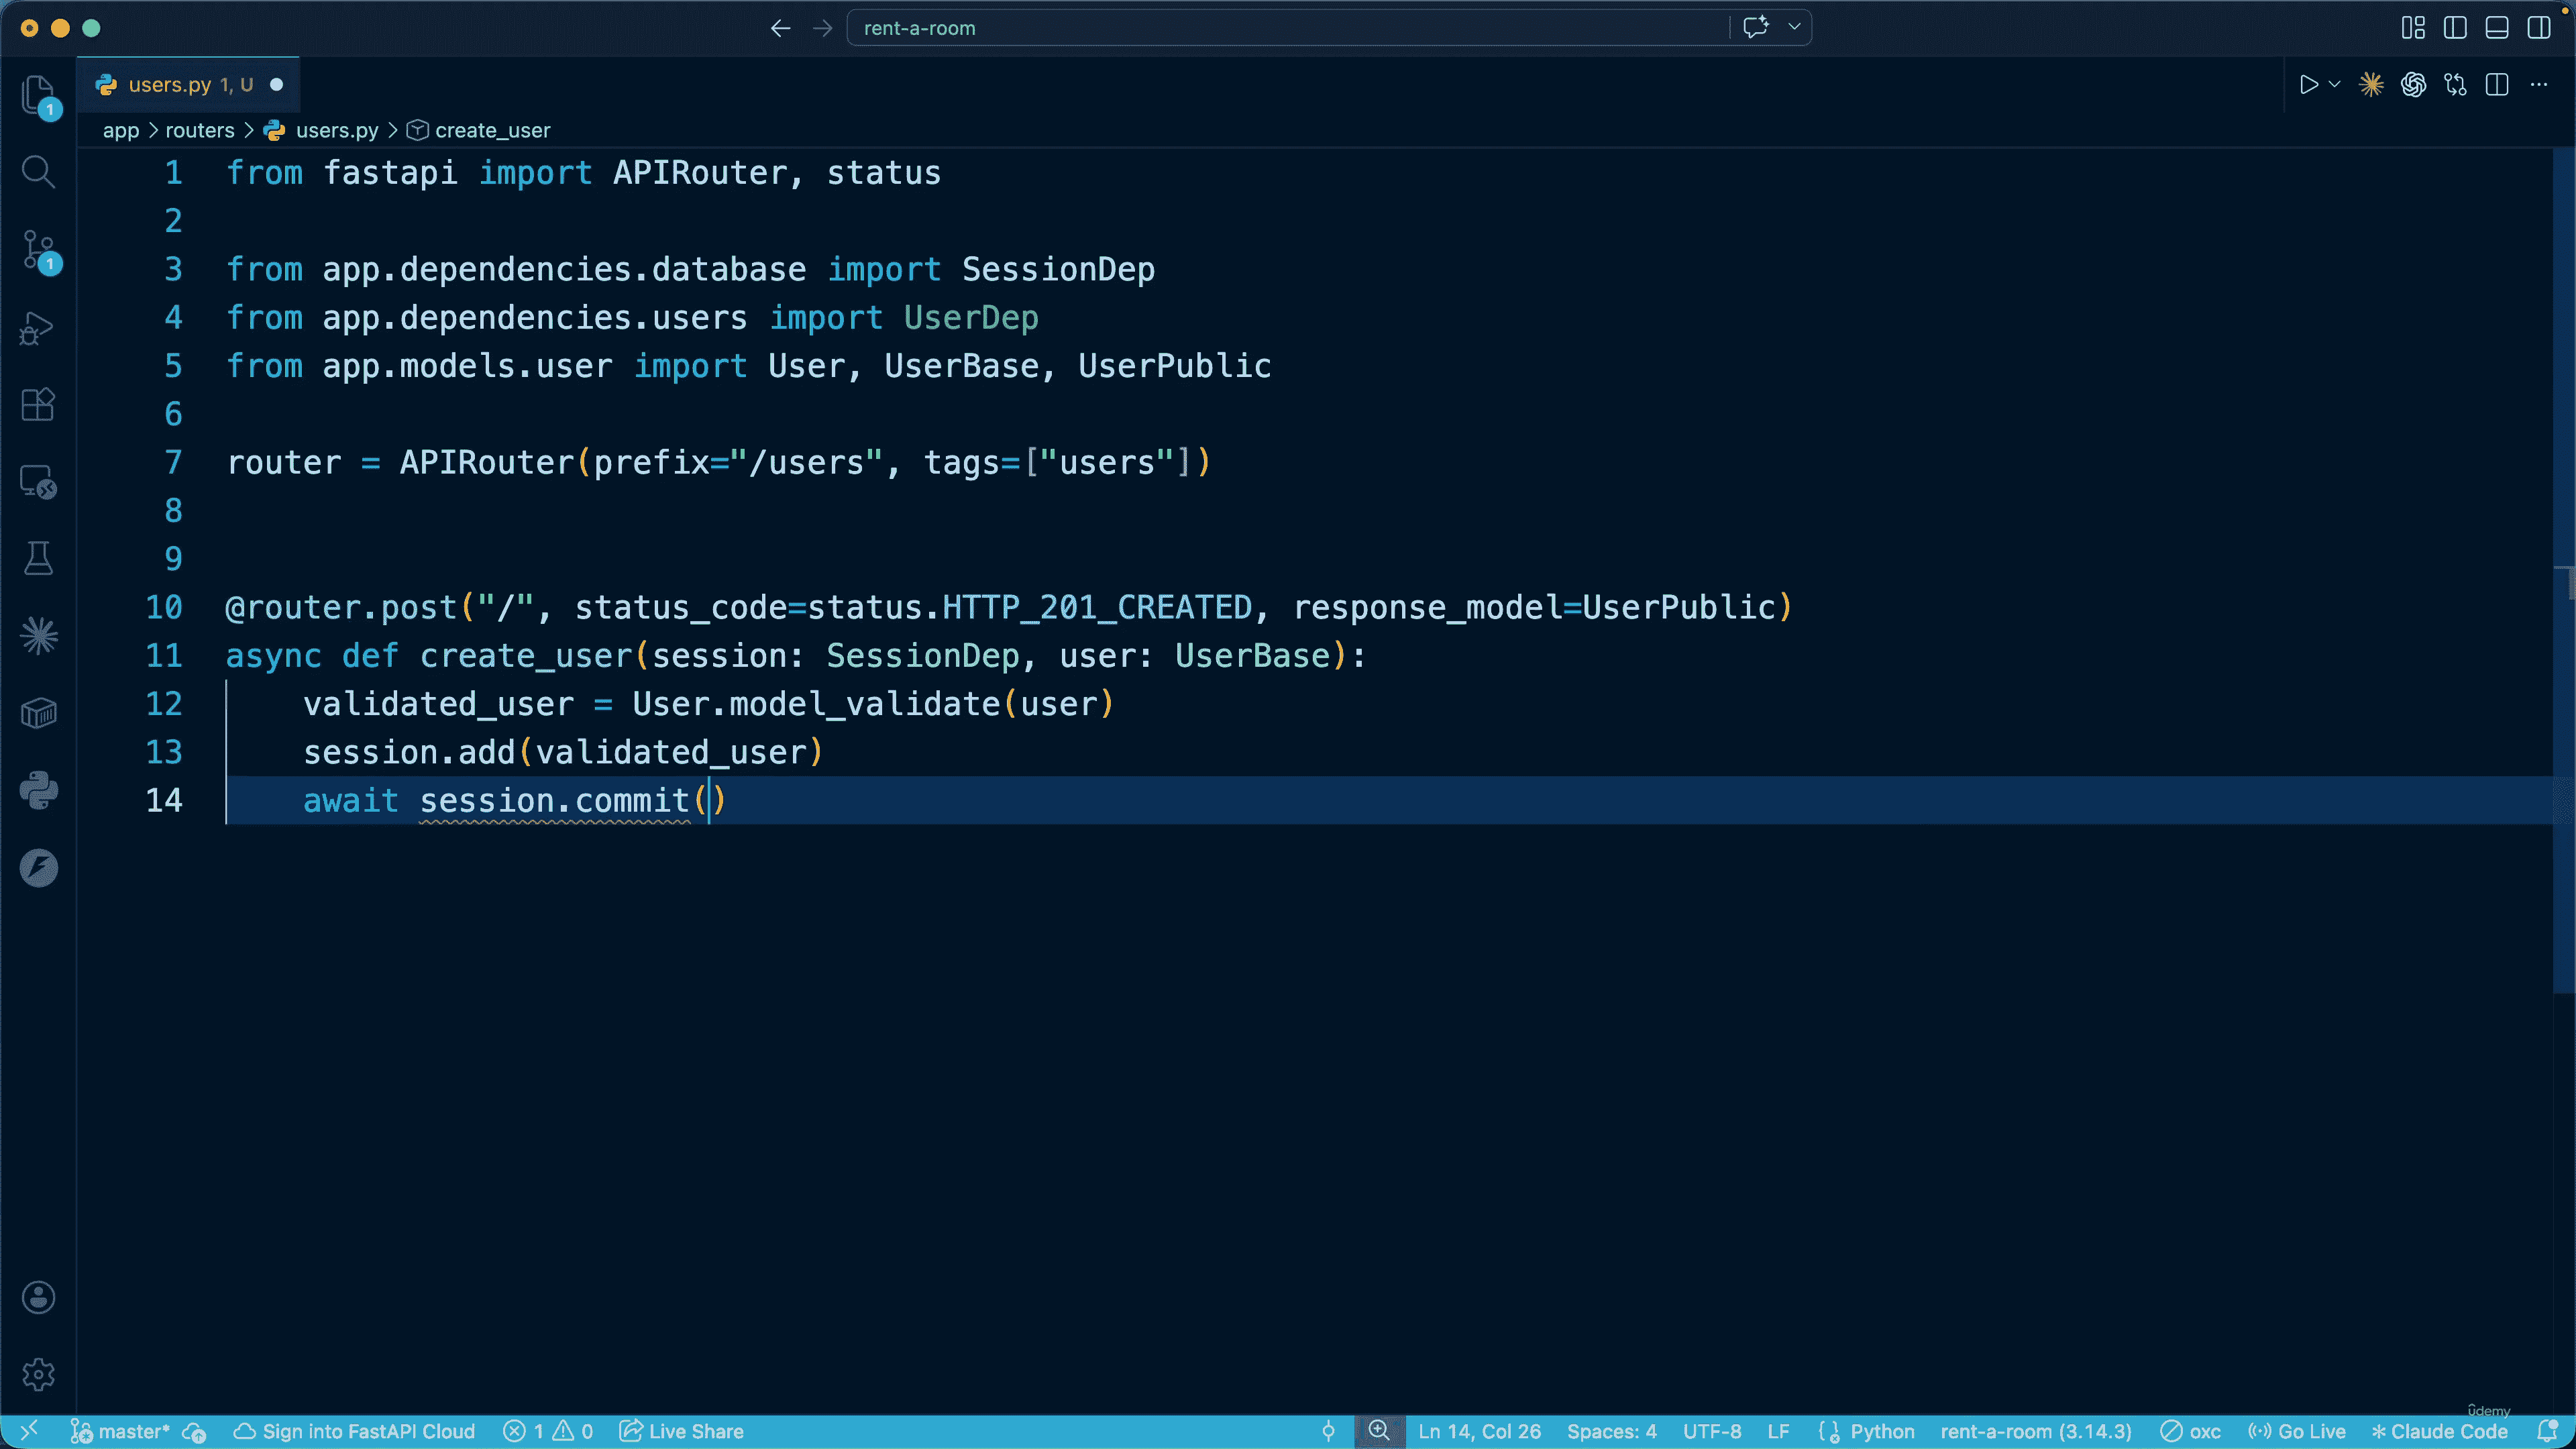 rent-a-room
users.py 1, U
app > routers > users.py > create_user
1 from fastapi import APIRouter, status
2
3 from app.dependencies.database import SessionDep
4 from app.dependencies.users import UserDep
5 from app.models.user import User, UserBase, UserPublic
6
7 router = APIRouter(prefix="/users", tags=["users"])
8
9
10 @router.post("/", status_code=status.HTTP_201_CREATED, response_model=UserPublic)
11 async def create_user(session: SessionDep, user: UserBase):
12     validated_user = User.model_validate(user)
13     session.add(validated_user)
14     await session.commit()
1
1
ûdemy
master* Sign into FastAPI Cloud 1 0 Live Share Ln 14, Col 26 Spaces: 4 UTF-8 LF Python rent-a-room (3.14.3) oxc Go Live Claude Code